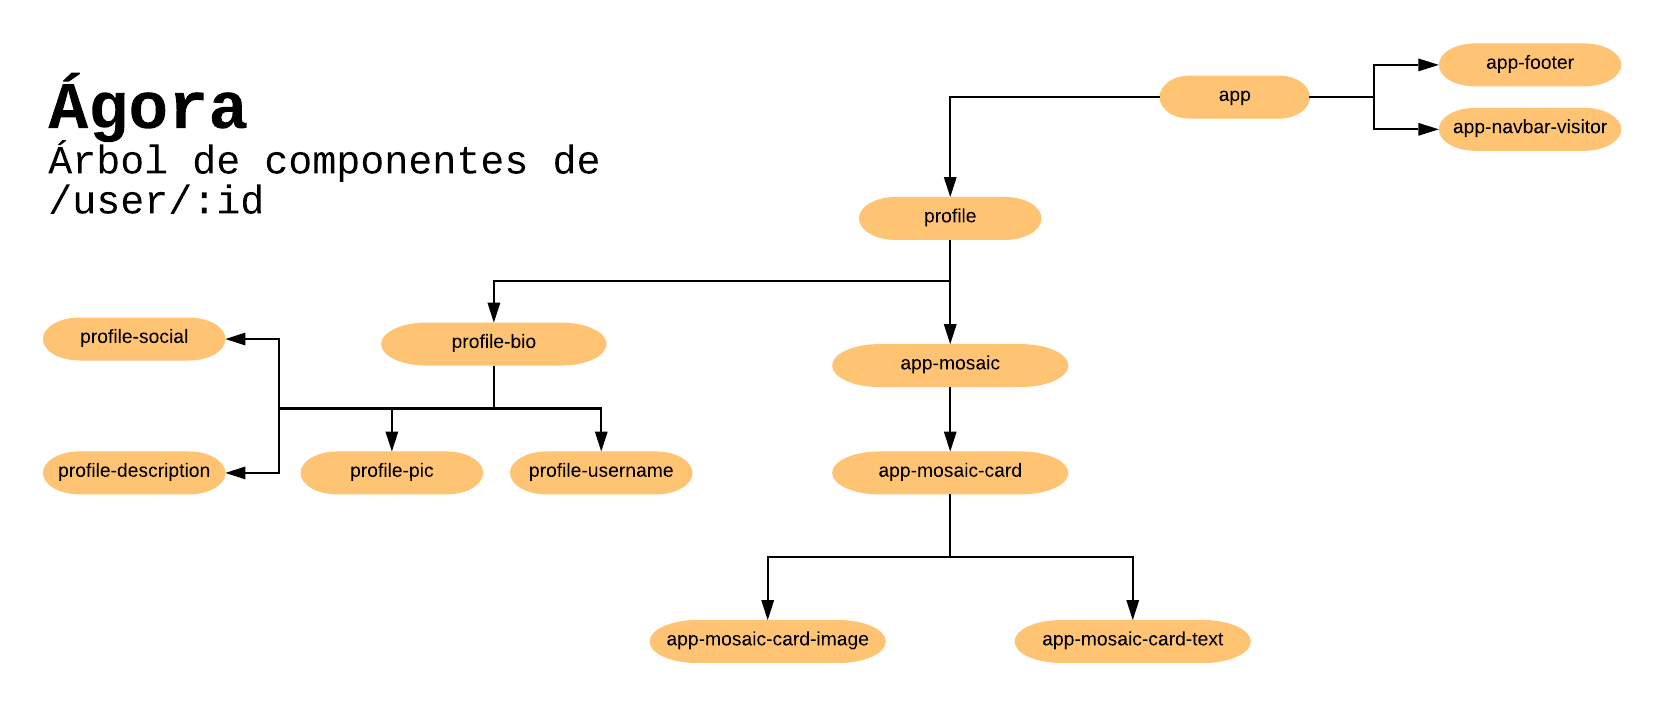 Ágora
Árbol de componentes de
/user/:id
app
app-footer
app-navbar-visitor
profile
profile-social
profile-bio
app-mosaic
profile-description
profile-pic
profile-username
app-mosaic-card
app-mosaic-card-image
app-mosaic-card-text